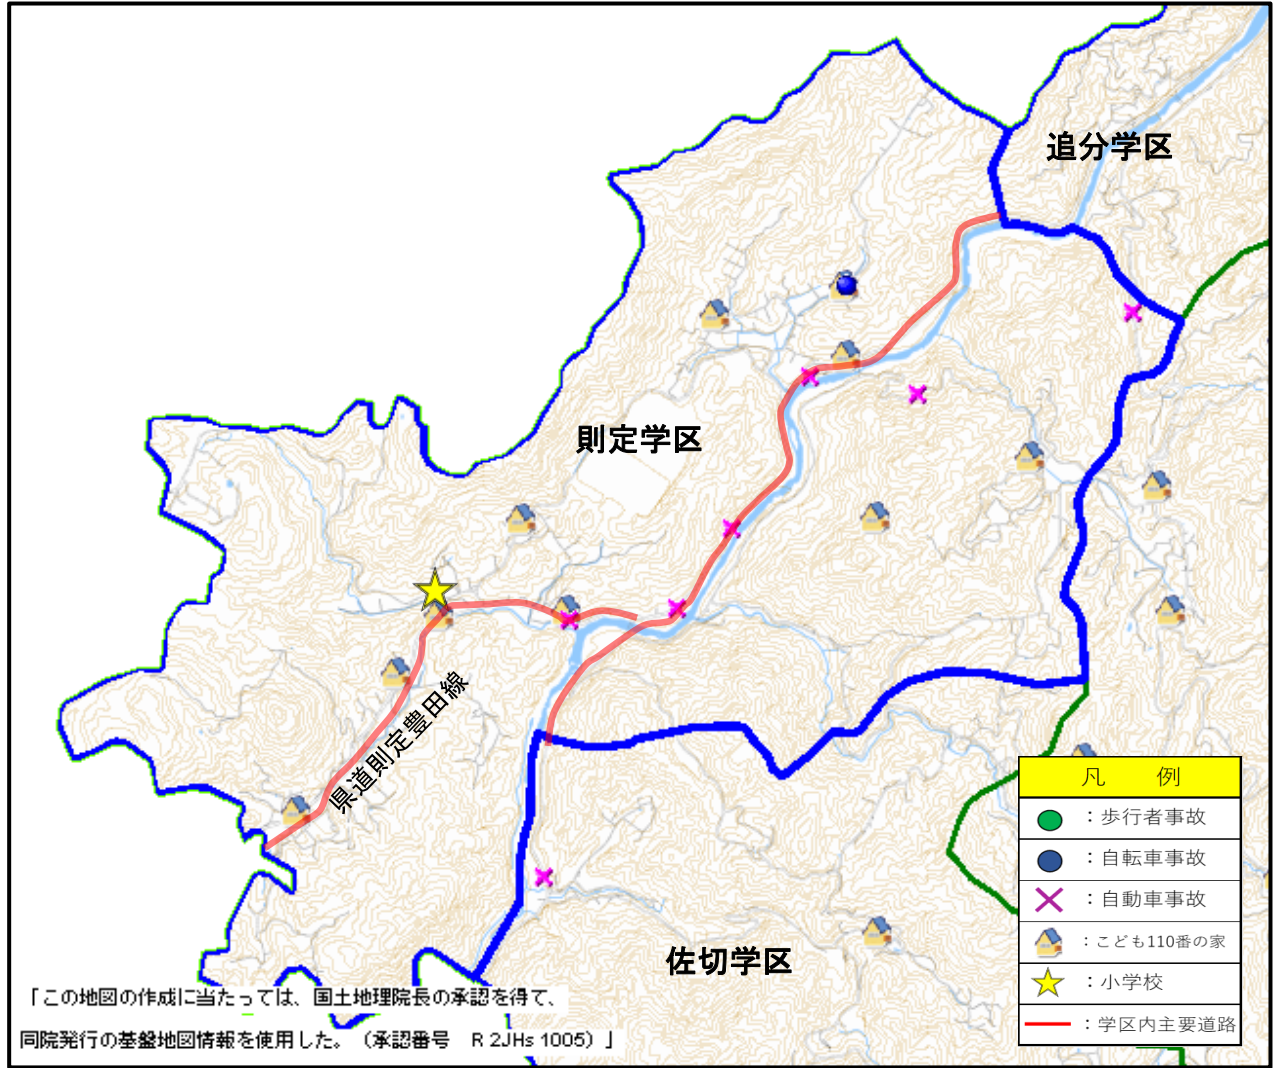 追分学区
則定学区
県道則定豊田線
佐切学区
凡 例
：歩行者事故
：自転車事故
：自動車事故
：こども110番の家
：小学校
：学区内主要道路
「この地図の作成に当たっては、国土地理院長の承認を得て、
同院発行の基盤地図情報を使用した。（承認番号 R 2JHs 1005）」